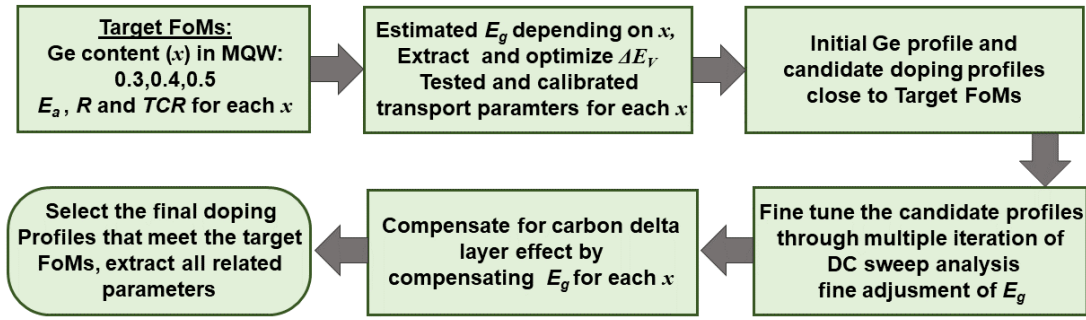 Target FoMs:
Ge content (x) in MQW:
0.3,0.4,0.5
Ea , R and TCR for each x
Estimated Eg depending on x,
Extract and optimize ΔEV
Tested and calibrated
transport paramters for each x
Initial Ge profile and
candidate doping profiles
close to Target FoMs
Fine tune the candidate profiles
through multiple iteration of
DC sweep analysis
fine adjusment of Eg
Compensate for carbon delta
layer effect by
compensating Eg for each x
Select the final doping
Profiles that meet the target
FoMs, extract all related
parameters